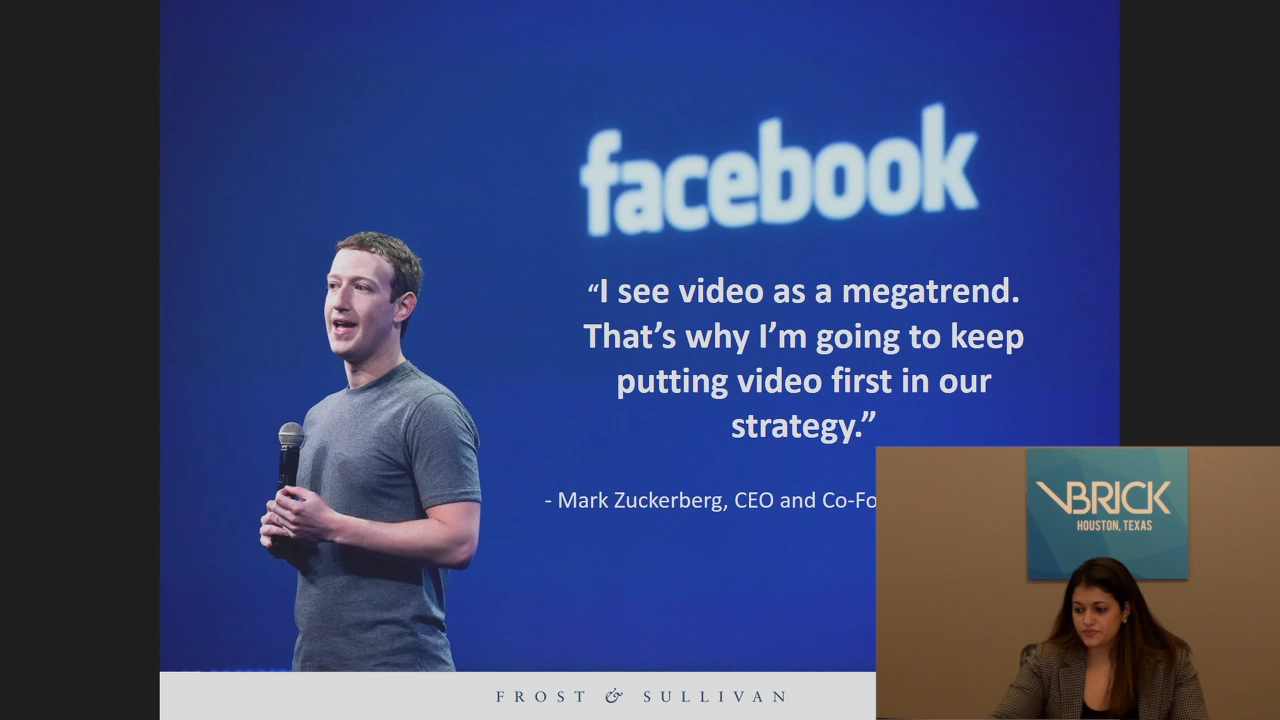 facebook
“I see video as a megatrend.
That’s why I’m going to keep
putting video first in our
strategy.”
- Mark Zuckerberg, CEO and Co-Fo
VBRICK
HOUSTON, TEXAS
FROST & SULLIVAN